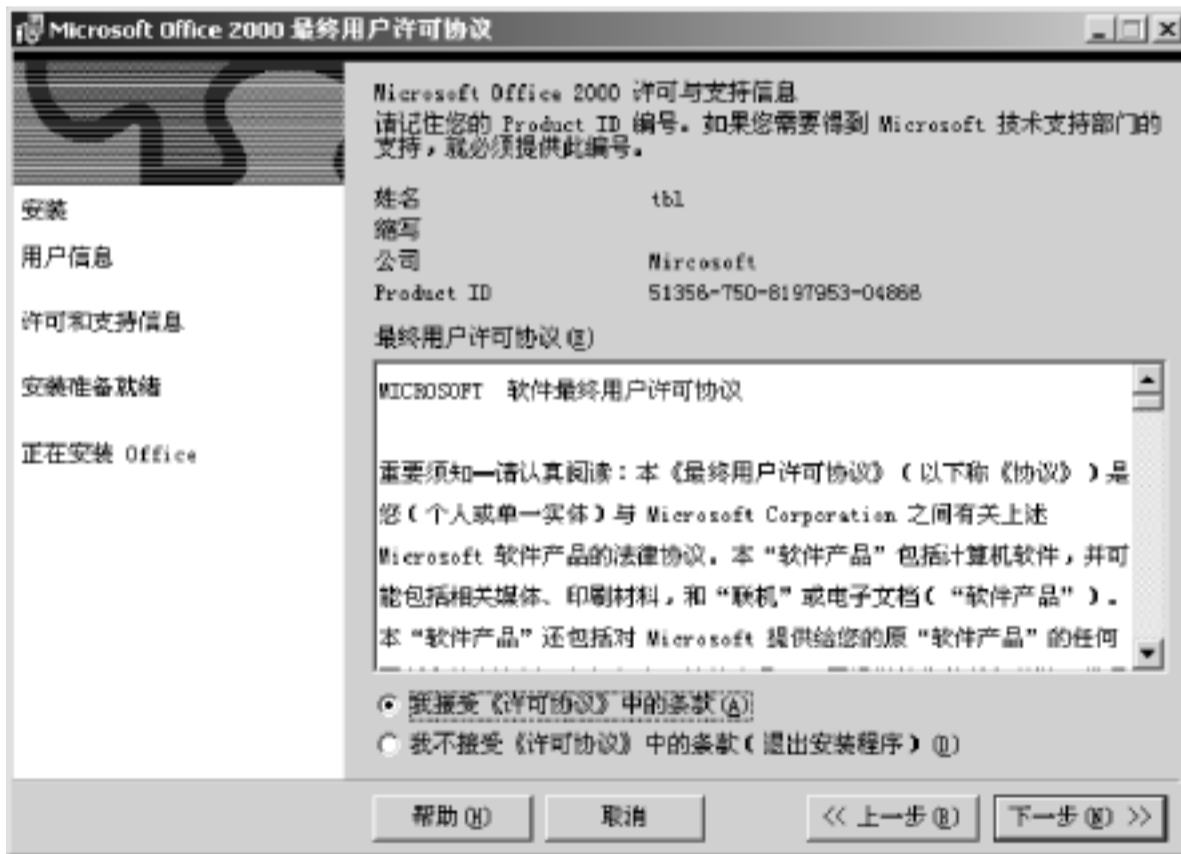 Microsoft Office 2000 最终用户许可协议
Microsoft Office 2000 许可与支持信息
请记住您的 Product ID 编号。如果您需要得到 Microsoft 技术支持部门的
支持，就必须提供此编号。
姓名 tbl
缩写
公司 Mircosoft
Product ID 51356-750-8197953-04866
最终用户许可协议(E)
安装
用户信息
许可和支持信息
安装准备就绪
正在安装 Office
MICROSOFT 软件最终用户许可协议
重要须知—请认真阅读：本《最终用户许可协议》（以下称《协议》）是
您（个人或单一实体）与 Microsoft Corporation 之间有关上述
Microsoft 软件产品的法律协议。本“软件产品”包括计算机软件，并可
能包括相关媒体、印刷材料，和“联机”或电子文档（“软件产品”）。
本“软件产品”还包括对 Microsoft 提供给您的原“软件产品”的任何
我接受《许可协议》中的条款(A)
我不接受《许可协议》中的条款（退出安装程序）(D)
帮助(H)
取消
<< 上一步(B)
下一步(N) >>